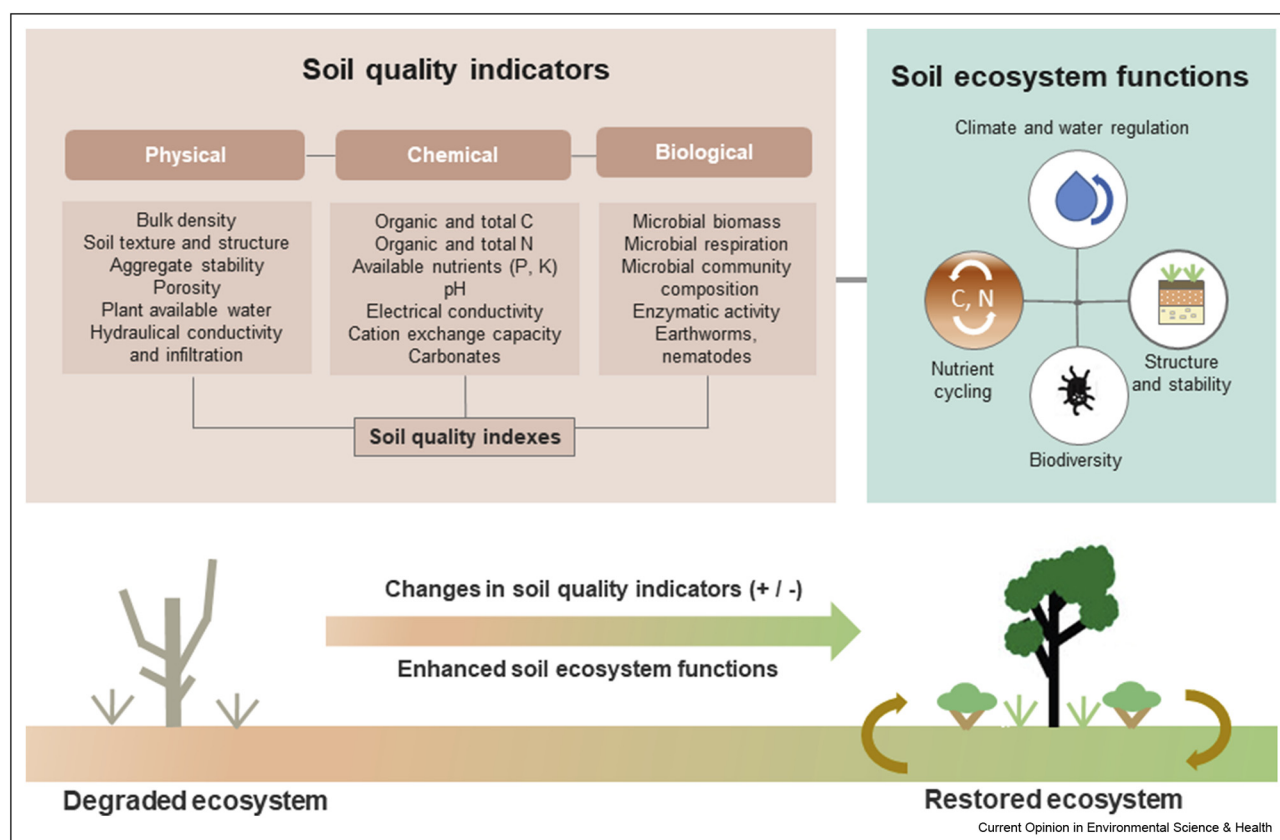 Soil quality indicators
Physical
Chemical
Biological
Bulk density
Soil texture and structure
Aggregate stability
Porosity
Plant available water
Hydraulical conductivity
and infiltration
Organic and total C
Organic and total N
Available nutrients (P, K)
pH
Electrical conductivity
Cation exchange capacity
Carbonates
Microbial biomass
Microbial respiration
Microbial community
composition
Enzymatic activity
Earthworms,
nematodes
Soil quality indexes
Soil ecosystem functions
Climate and water regulation
C, N
Nutrient
cycling
Structure
and stability
Biodiversity
Changes in soil quality indicators (+ / -)
Enhanced soil ecosystem functions
Degraded ecosystem
Restored ecosystem
Current Opinion in Environmental Science & Health